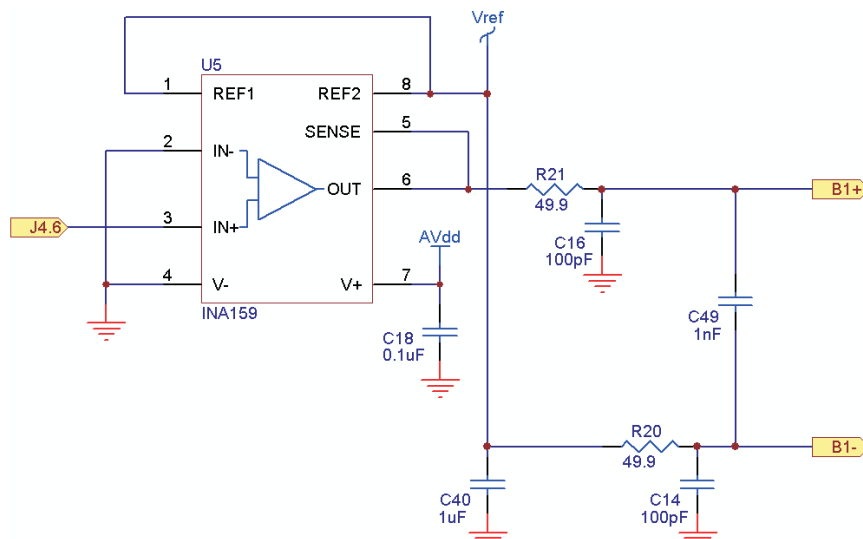 Vref
U5
1 REF1 REF2 8
SENSE 5
2 IN-
OUT 6
R21
49.9
B1+
J4.6
3 IN+
C16
100pF
AVdd
4 V- V+ 7
INA159
C18
0.1uF
C49
1nF
R20
49.9
B1-
C40
1uF
C14
100pF